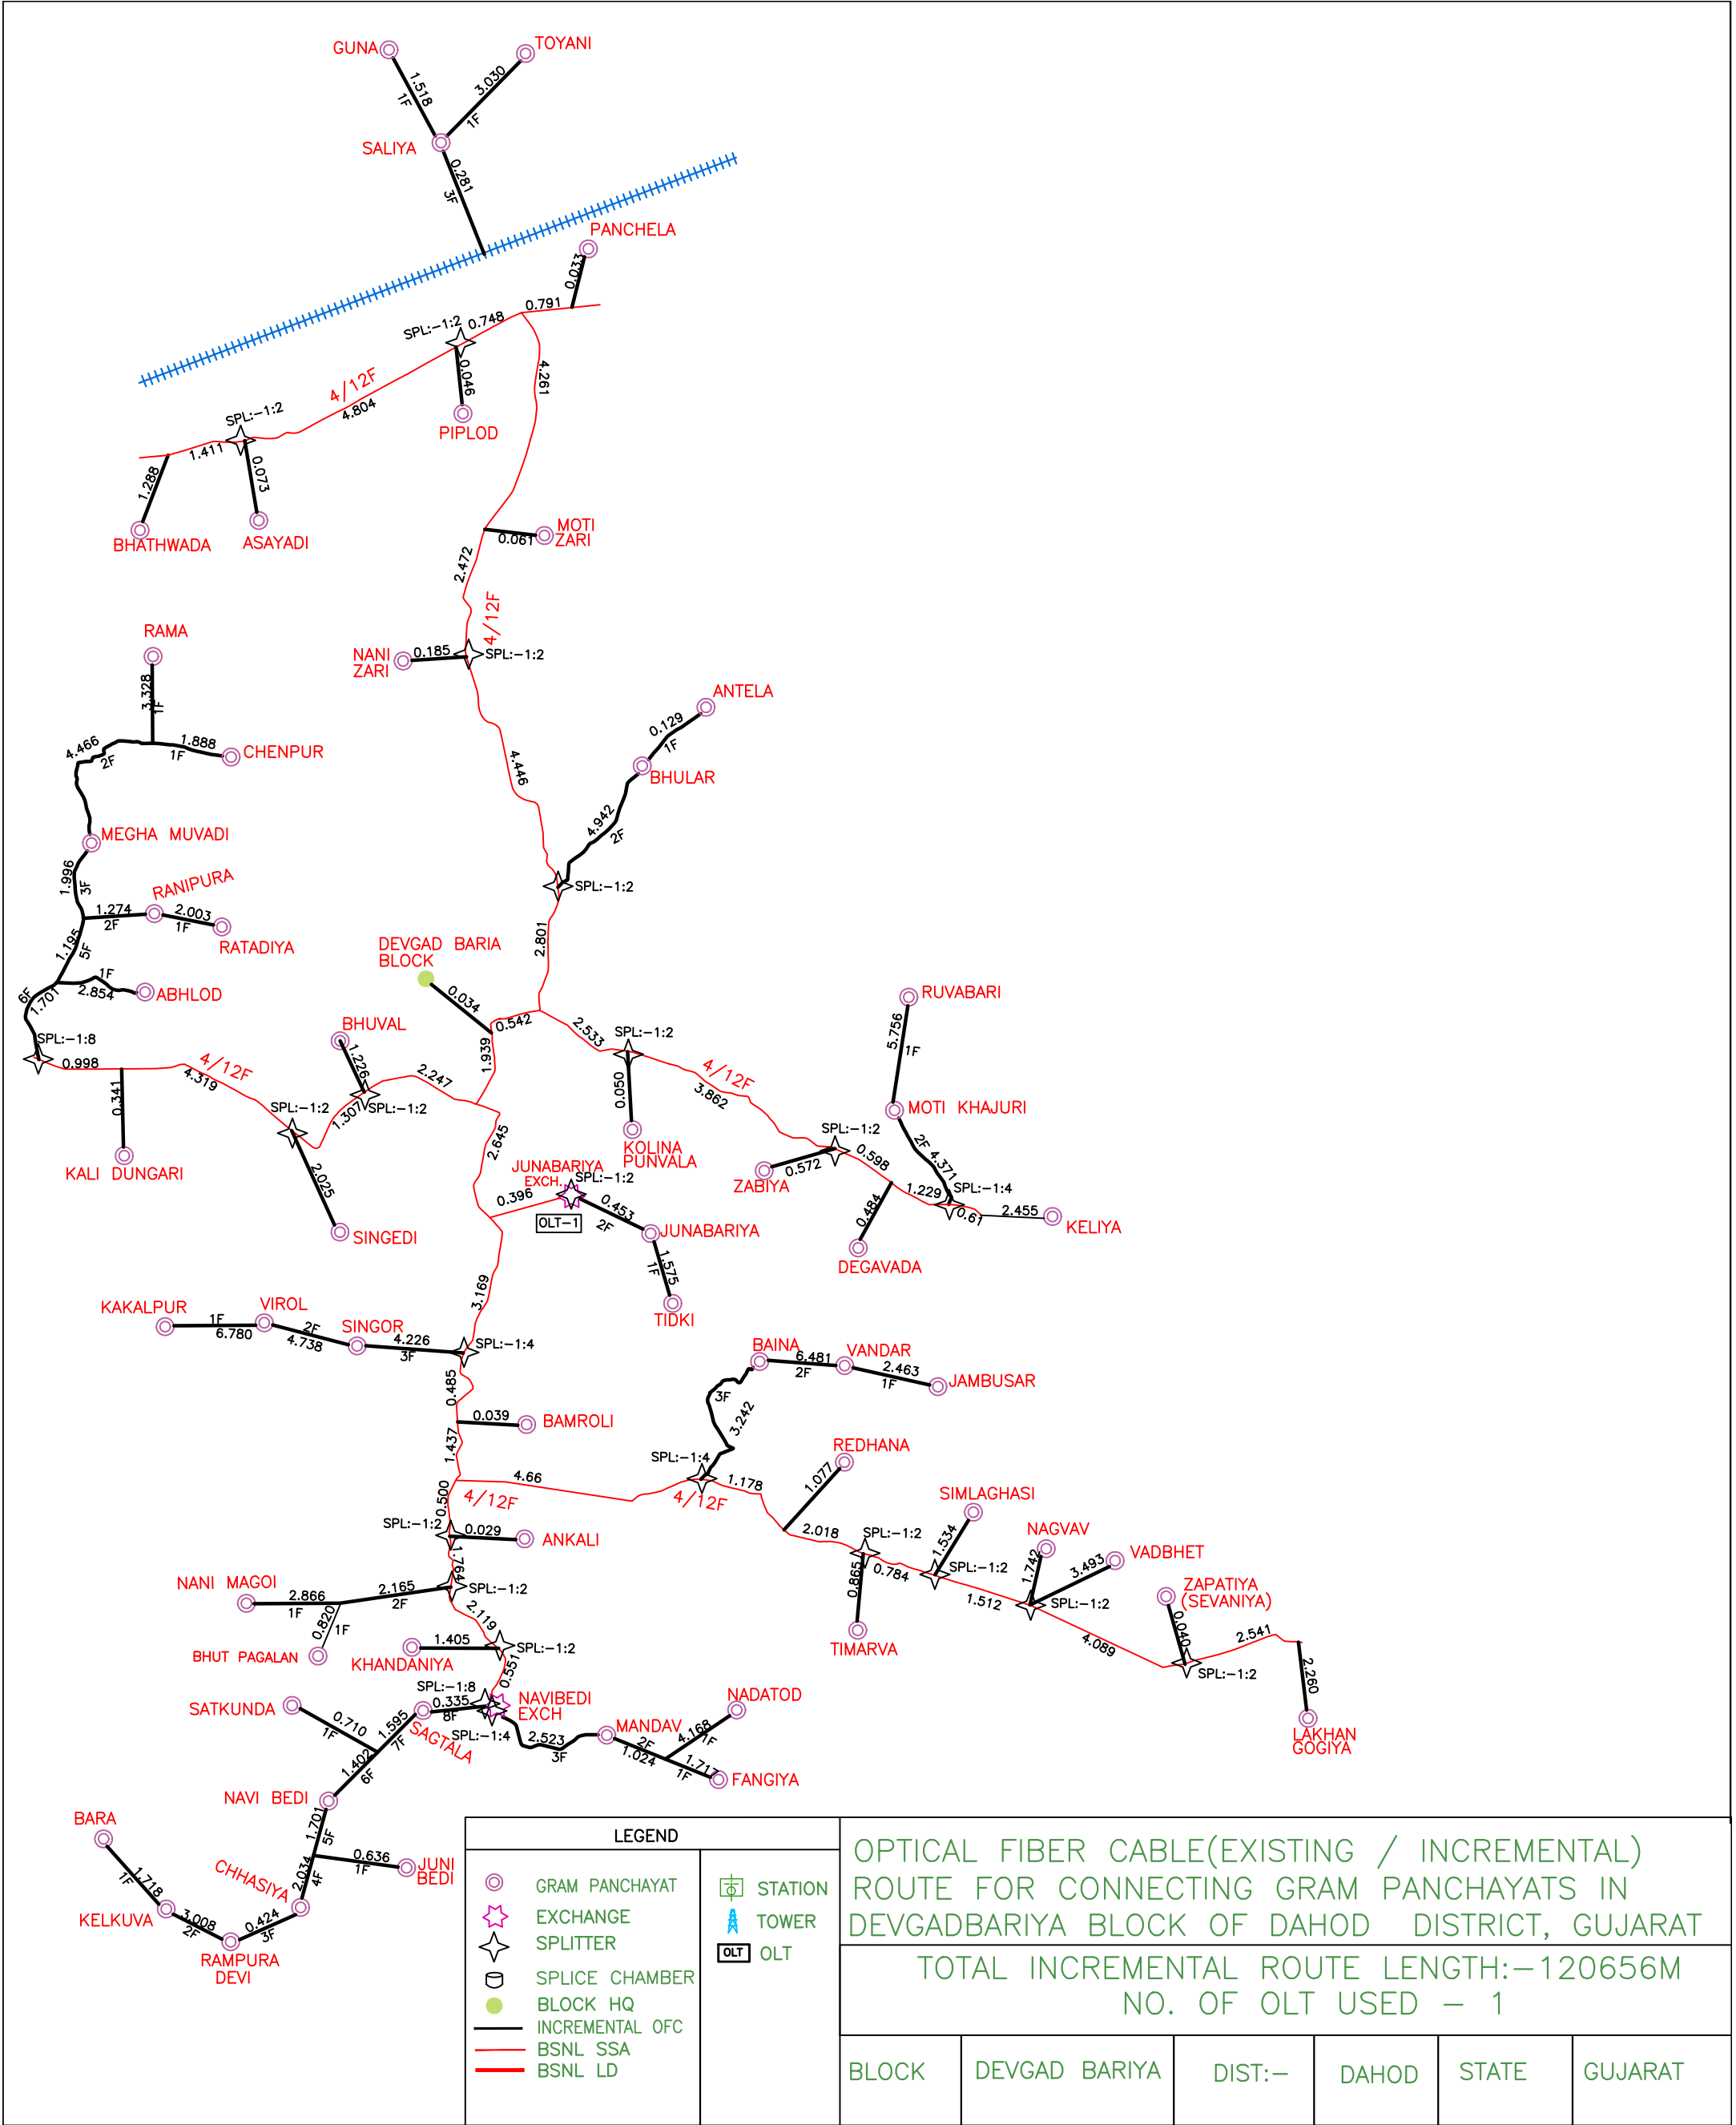 GUNA
TOYANI
1.518
1F
3.030
1F
SALIYA
0.281
3F
PANCHELA
0.033
0.791
SPL:-1:2
0.748
4/12F
4.804
0.046
PIPLOD
4.261
SPL:-1:2
1.411
1.288
0.073
BHATHWADA
ASAYADI
MOTI
ZARI
0.061
2.472
4/12F
RAMA
NANI
ZARI
0.185
SPL:-1:2
3.328
1F
4.466
2F
1.888
1F
CHENPUR
ANTELA
0.129
1F
BHULAR
4.446
4.942
2F
MEGHA MUVADI
1.996
3F
RANIPURA
1.274
2F
2.003
1F
RATADIYA
SPL:-1:2
2.801
1.195
5F
DEVGAD BARIA
BLOCK
1F
2.854
ABHLOD
6F
1.701
0.034
0.542
RUVABARI
BHUVAL
SPL:-1:8
0.998
4/12F
4.319
1.226
2.247
1.939
2.533
SPL:-1:2
4/12F
3.862
5.756
1F
0.341
SPL:-1:2
1.307
SPL:-1:2
0.050
MOTI KHAJURI
KALI DUNGARI
2.025
2.645
KOLINA
PUNVALA
SPL:-1:2
2F
4.371
JUNABARIYA
EXCH.
SPL:-1:2
0.396
OLT-1
0.453
2F
JUNABARIYA
ZABIYA
0.572
0.598
1.229
SPL:-1:4
0.61
2.455
KELIYA
SINGEDI
0.484
DEGAVADA
1.575
1F
TIDKI
3.169
KAKALPUR
1F
6.780
VIROL
2F
4.738
SINGOR
4.226
3F
SPL:-1:4
BAINA
6.481
2F
VANDAR
2.463
1F
JAMBUSAR
0.485
0.039
BAMROLI
3F
3.242
1.437
REDHANA
SPL:-1:4
4.66
1.178
1.077
4/12F
4/12F
0.500
SPL:-1:2
0.029
ANKALI
2.018
SPL:-1:2
SIMLAGHASI
1.534
NAGVAV
1.742
VADBHET
3.493
0.865
0.784
SPL:-1:2
1.764
NANI MAGOI
2.866
1F
2.165
2F
SPL:-1:2
1.512
SPL:-1:2
ZAPATIYA
(SEVANIYA)
0.820
1F
2.119
TIMARVA
4.089
0.040
2.541
SPL:-1:2
BHUT PAGALAN
1.405
KHANDANIYA
SPL:-1:2
0.551
2.260
LAKHAN
GOGIYA
SATKUNDA
0.710
1F
SPL:-1:8
0.335
8F
NAVIBEDI
EXCH
SPL:-1:4
2.523
3F
1.595
7F
SAGTALA
MANDAV
2F
1.024
NADATOD
4.168
1F
1.717
1F
FANGIYA
1.402
6F
NAVI BEDI
BARA
1.701
5F
0.636
1F
JUNI
BEDI
1.718
1F
CHHASIYA
2.034
4F
KELKUVA
3.008
2F
0.424
3F
RAMPURA
DEVI
LEGEND
GRAM PANCHAYAT
EXCHANGE
SPLITTER
SPLICE CHAMBER
BLOCK HQ
INCREMENTAL OFC
BSNL SSA
BSNL LD
STATION
TOWER
OLT OLT
OPTICAL FIBER CABLE(EXISTING / INCREMENTAL)
ROUTE FOR CONNECTING GRAM PANCHAYATS IN
DEVGADBARIYA BLOCK OF DAHOD DISTRICT, GUJARAT
TOTAL INCREMENTAL ROUTE LENGTH:-120656M
NO. OF OLT USED - 1
BLOCK DEVGAD BARIYA DIST:- DAHOD STATE GUJARAT